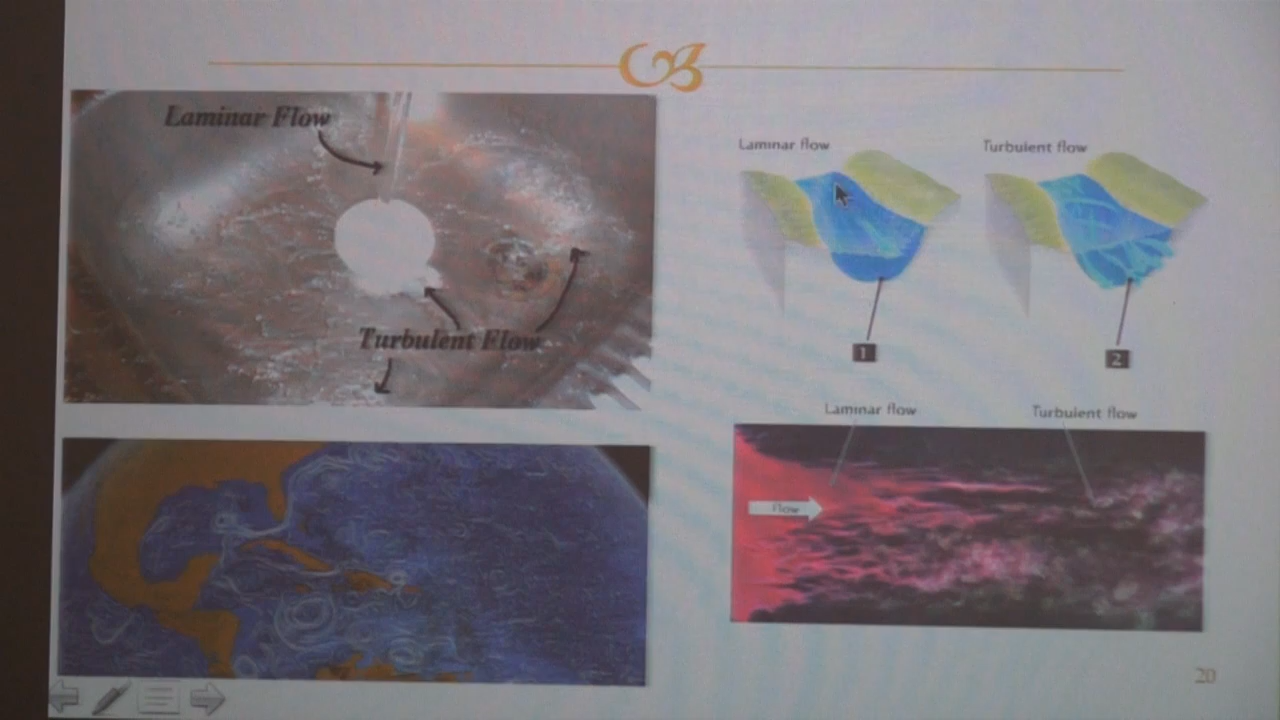 Laminar Flow
Turbulent Flow
Laminar flow
Turbulent flow
1
2
Laminar flow
Turbulent flow
Flow
20